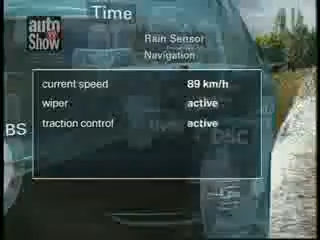 auto
Show
Time
Rain Sensor
Navigation
current speed 89 km/h
wiper active
traction control active
BS